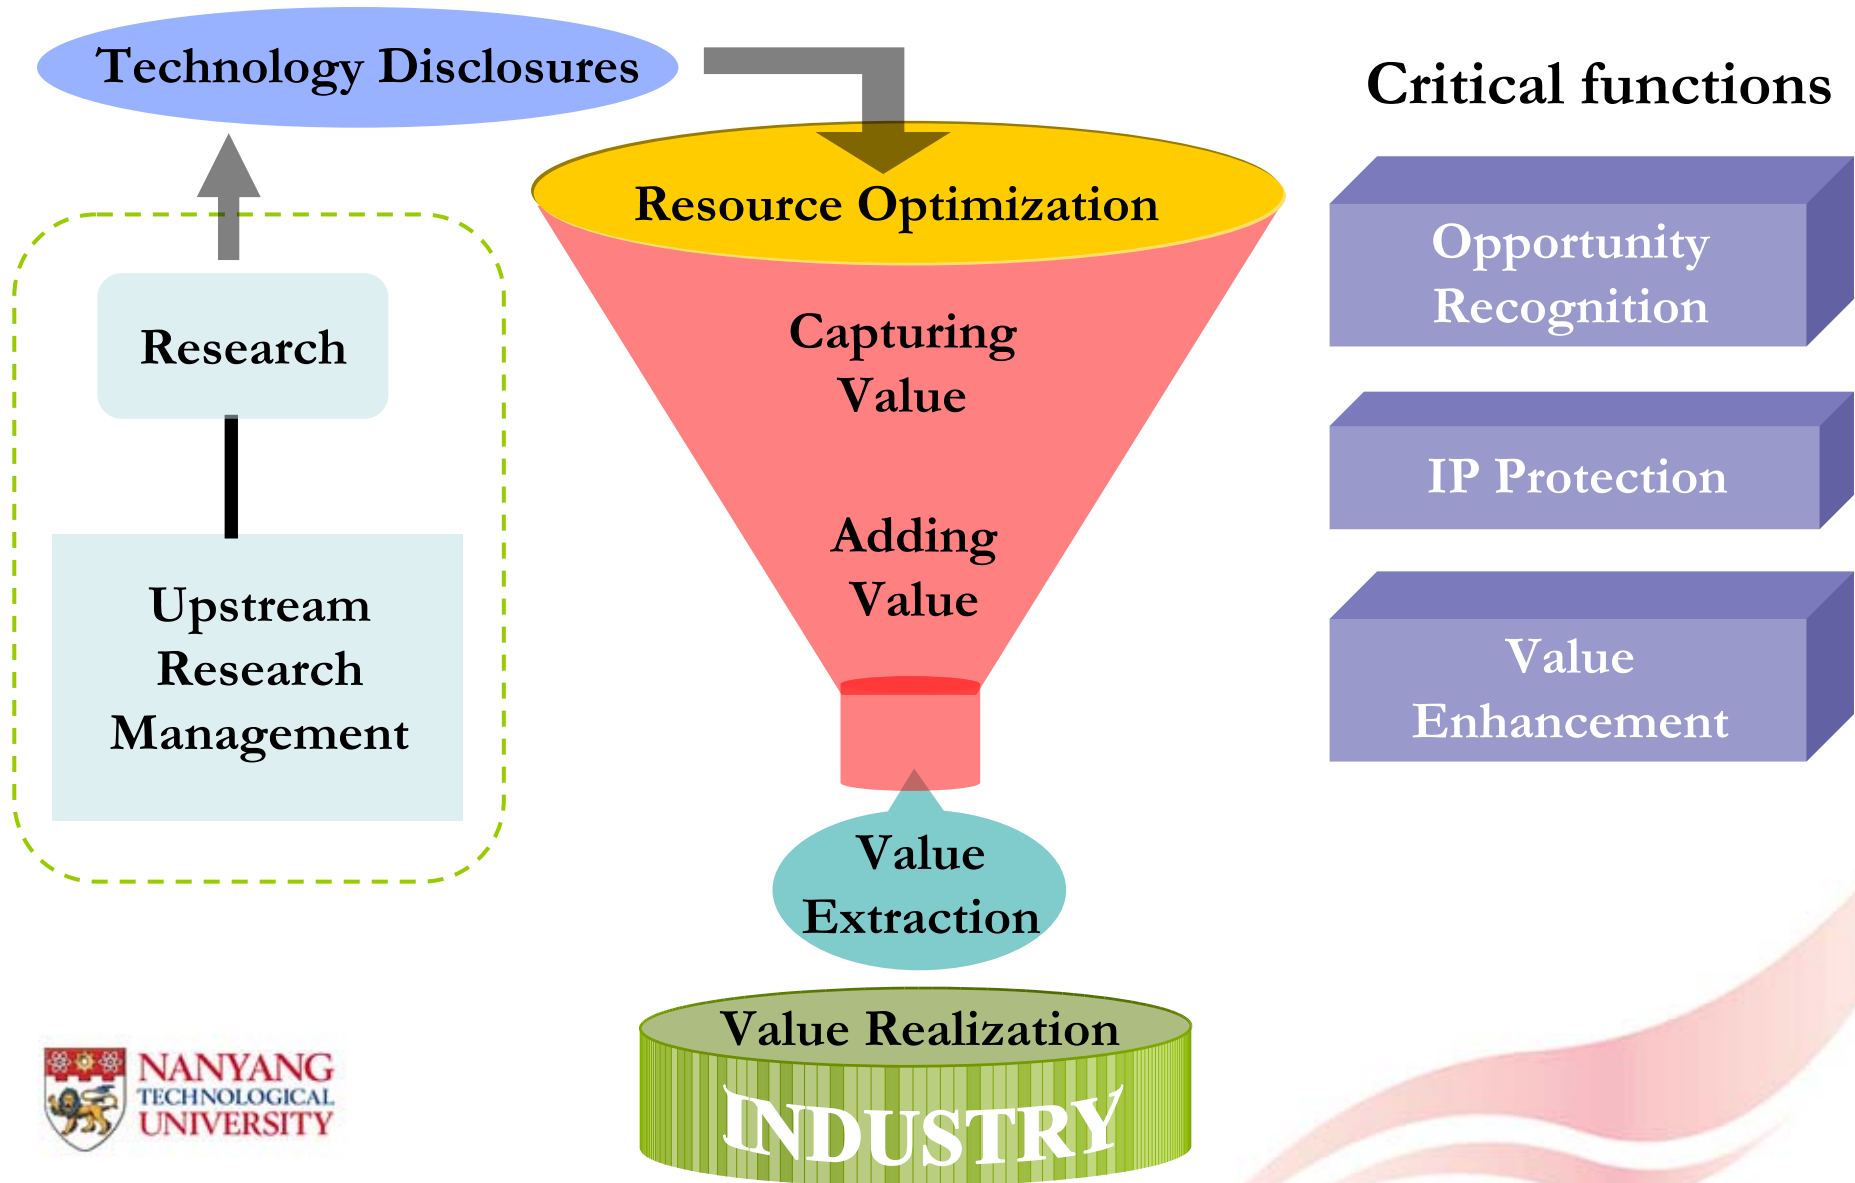 Technology Disclosures
Research
Upstream
Research
Management
Resource Optimization
Capturing
Value
Adding
Value
Value
Extraction
Value Realization
INDUSTRY
Critical functions
Opportunity
Recognition
IP Protection
Value
Enhancement
NANYANG
TECHNOLOGICAL
UNIVERSITY